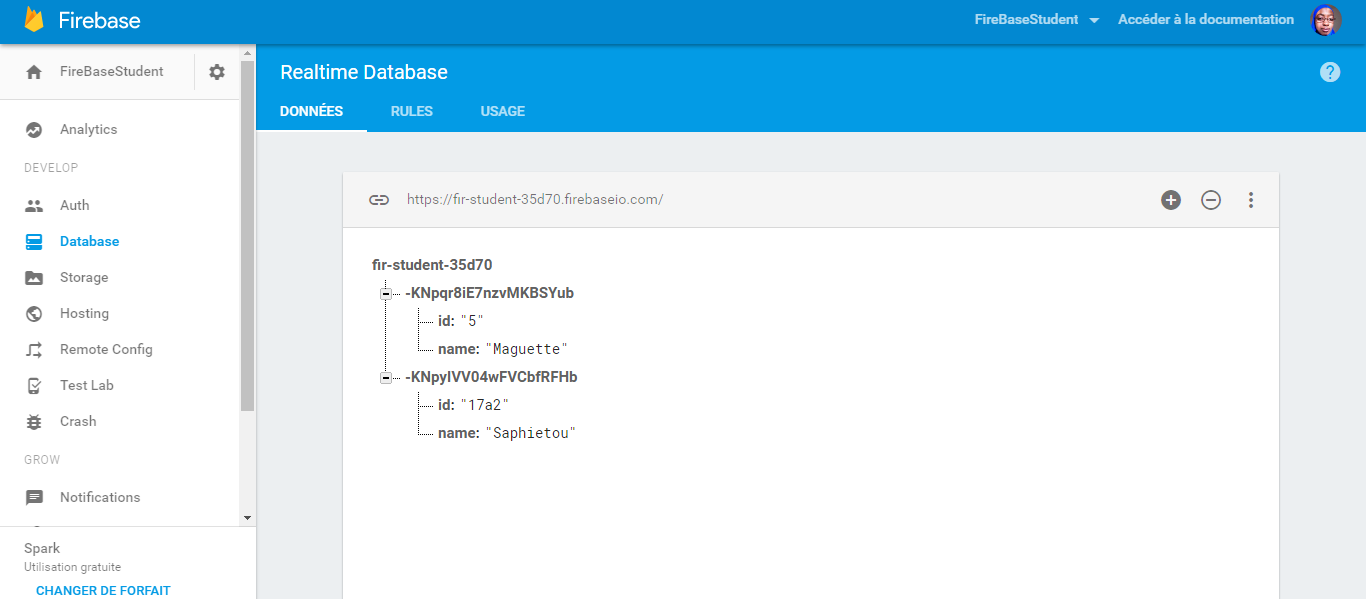 Firebase
FireBaseStudent
Accéder à la documentation
FireBaseStudent
Analytics
DEVELOP
Auth
Database
Storage
Hosting
Remote Config
Test Lab
Crash
GROW
Notifications
Spark
Utilisation gratuite
CHANGER DE FORFAIT
Realtime Database
DONNÉES RULES USAGE
https://fir-student-35d70.firebaseio.com/
fir-student-35d70
-KNpqr8iE7nzvMKBSYub
id: "5"
name: "Maguette"
-KNpyIVV04wFVCbfRFHb
id: "17a2"
name: "Saphietou"